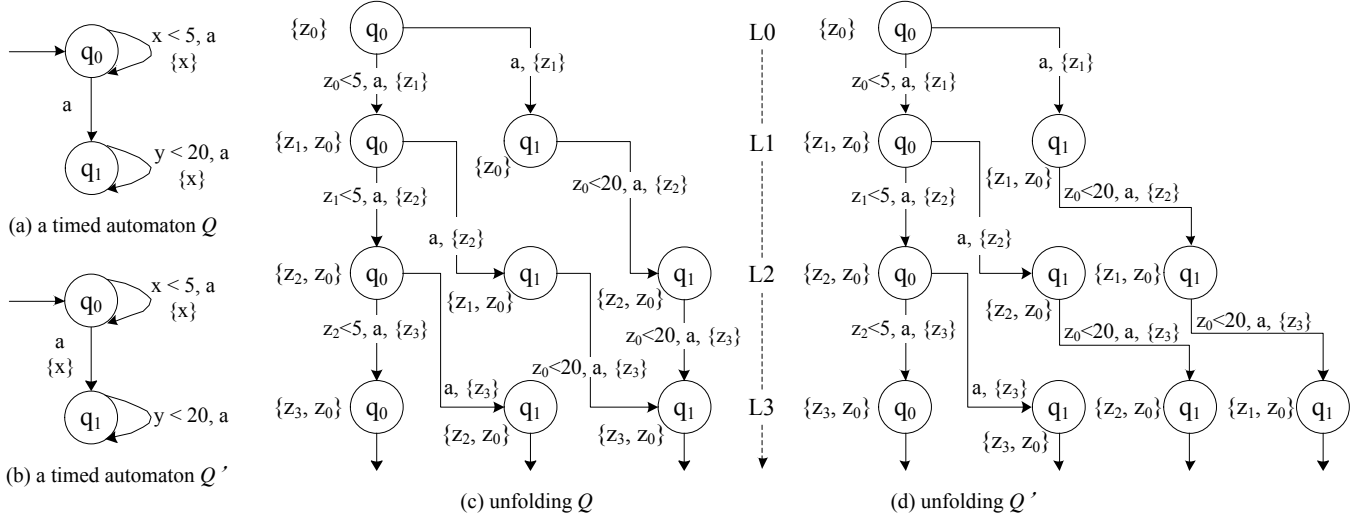 q₀
x < 5, a
{x}
a
q₁
y < 20, a
{x}
(a) a timed automaton Q
q₀
x < 5, a
{x}
a
{x}
q₁
y < 20, a
(b) a timed automaton Q’
{z₀}
q₀
a, {z₁}
z₀<5, a, {z₁}
{z₁, z₀}
q₀
q₁
{z₀}
z₀<20, a, {z₂}
z₁<5, a, {z₂}
a, {z₂}
{z₂, z₀}
q₀
q₁
q₁
{z₁, z₀}
{z₂, z₀}
z₂<5, a, {z₃}
z₀<20, a, {z₃}
z₀<20, a, {z₃}
a, {z₃}
{z₃, z₀}
q₀
q₁
q₁
{z₂, z₀}
{z₃, z₀}
(c) unfolding Q
L0
L1
L2
L3
{z₀}
q₀
a, {z₁}
z₀<5, a, {z₁}
{z₁, z₀}
q₀
q₁
{z₁, z₀}
z₀<20, a, {z₂}
z₁<5, a, {z₂}
a, {z₂}
{z₂, z₀}
q₀
q₁
{z₁, z₀}
q₁
{z₂, z₀}
z₂<5, a, {z₃}
z₀<20, a, {z₃}
z₀<20, a, {z₃}
a, {z₃}
{z₃, z₀}
q₀
q₁
{z₂, z₀}
q₁
{z₁, z₀}
q₁
{z₃, z₀}
(d) unfolding Q’